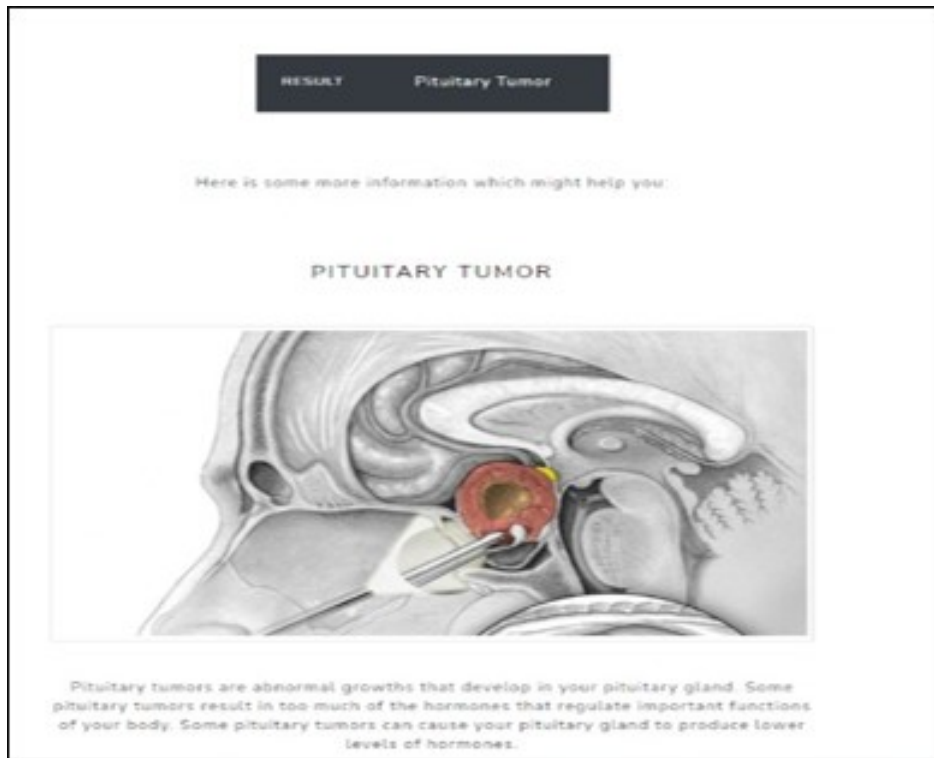 RESULT Pituitary Tumor
Here is some more information which might help you:
PITUITARY TUMOR
Pituitary tumors are abnormal growths that develop in your pituitary gland. Some
pituitary tumors result in too much of the hormones that regulate important functions
of your body. Some pituitary tumors can cause your pituitary gland to produce lower
levels of hormones.